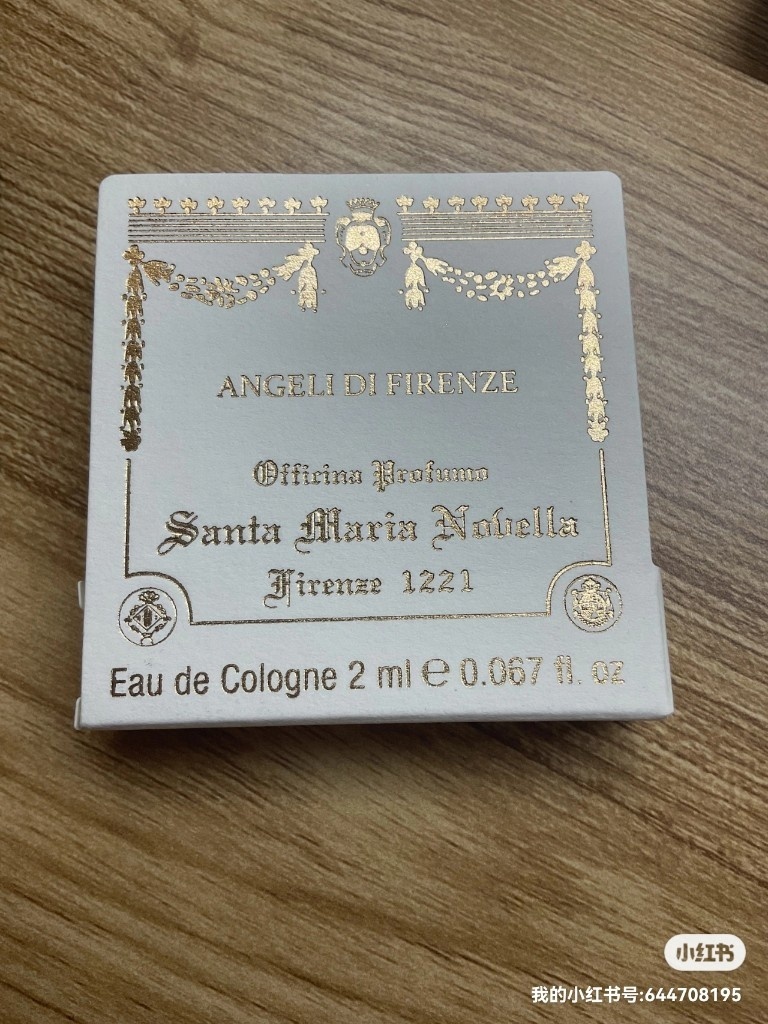 ANGELI DI FIRENZE
Officina Profumo
Santa Maria Novella
Firenze 1221
Eau de Cologne 2 ml ℮ 0.067 fl. oz
小红书
我的小红书号:644708195